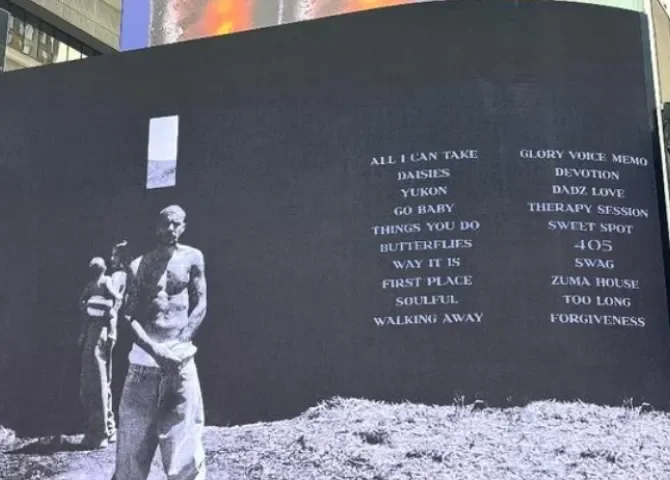 ALL I CAN TAKE
DAISIES
YUKON
GO BABY
THINGS YOU DO
BUTTERFLIES
WAY IT IS
FIRST PLACE
SOULFUL
WALKING AWAY
GLORY VOICE MEMO
DEVOTION
DADZ LOVE
THERAPY SESSION
SWEET SPOT
405
SWAG
ZUMA HOUSE
TOO LONG
FORGIVENESS